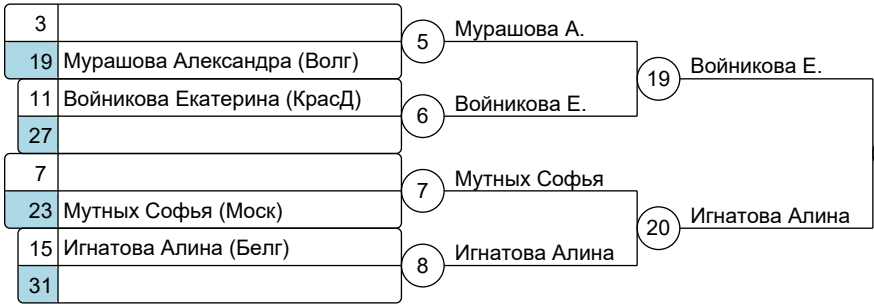 3
5
Мурашова А.
19 Мурашова Александра (Волг)
19
Войникова Е.
11 Войникова Екатерина (КрасД)
6
Войникова Е.
27
7
7
Мутных Софья
23 Мутных Софья (Моск)
20
Игнатова Алина
15 Игнатова Алина (Белг)
8
Игнатова Алина
31